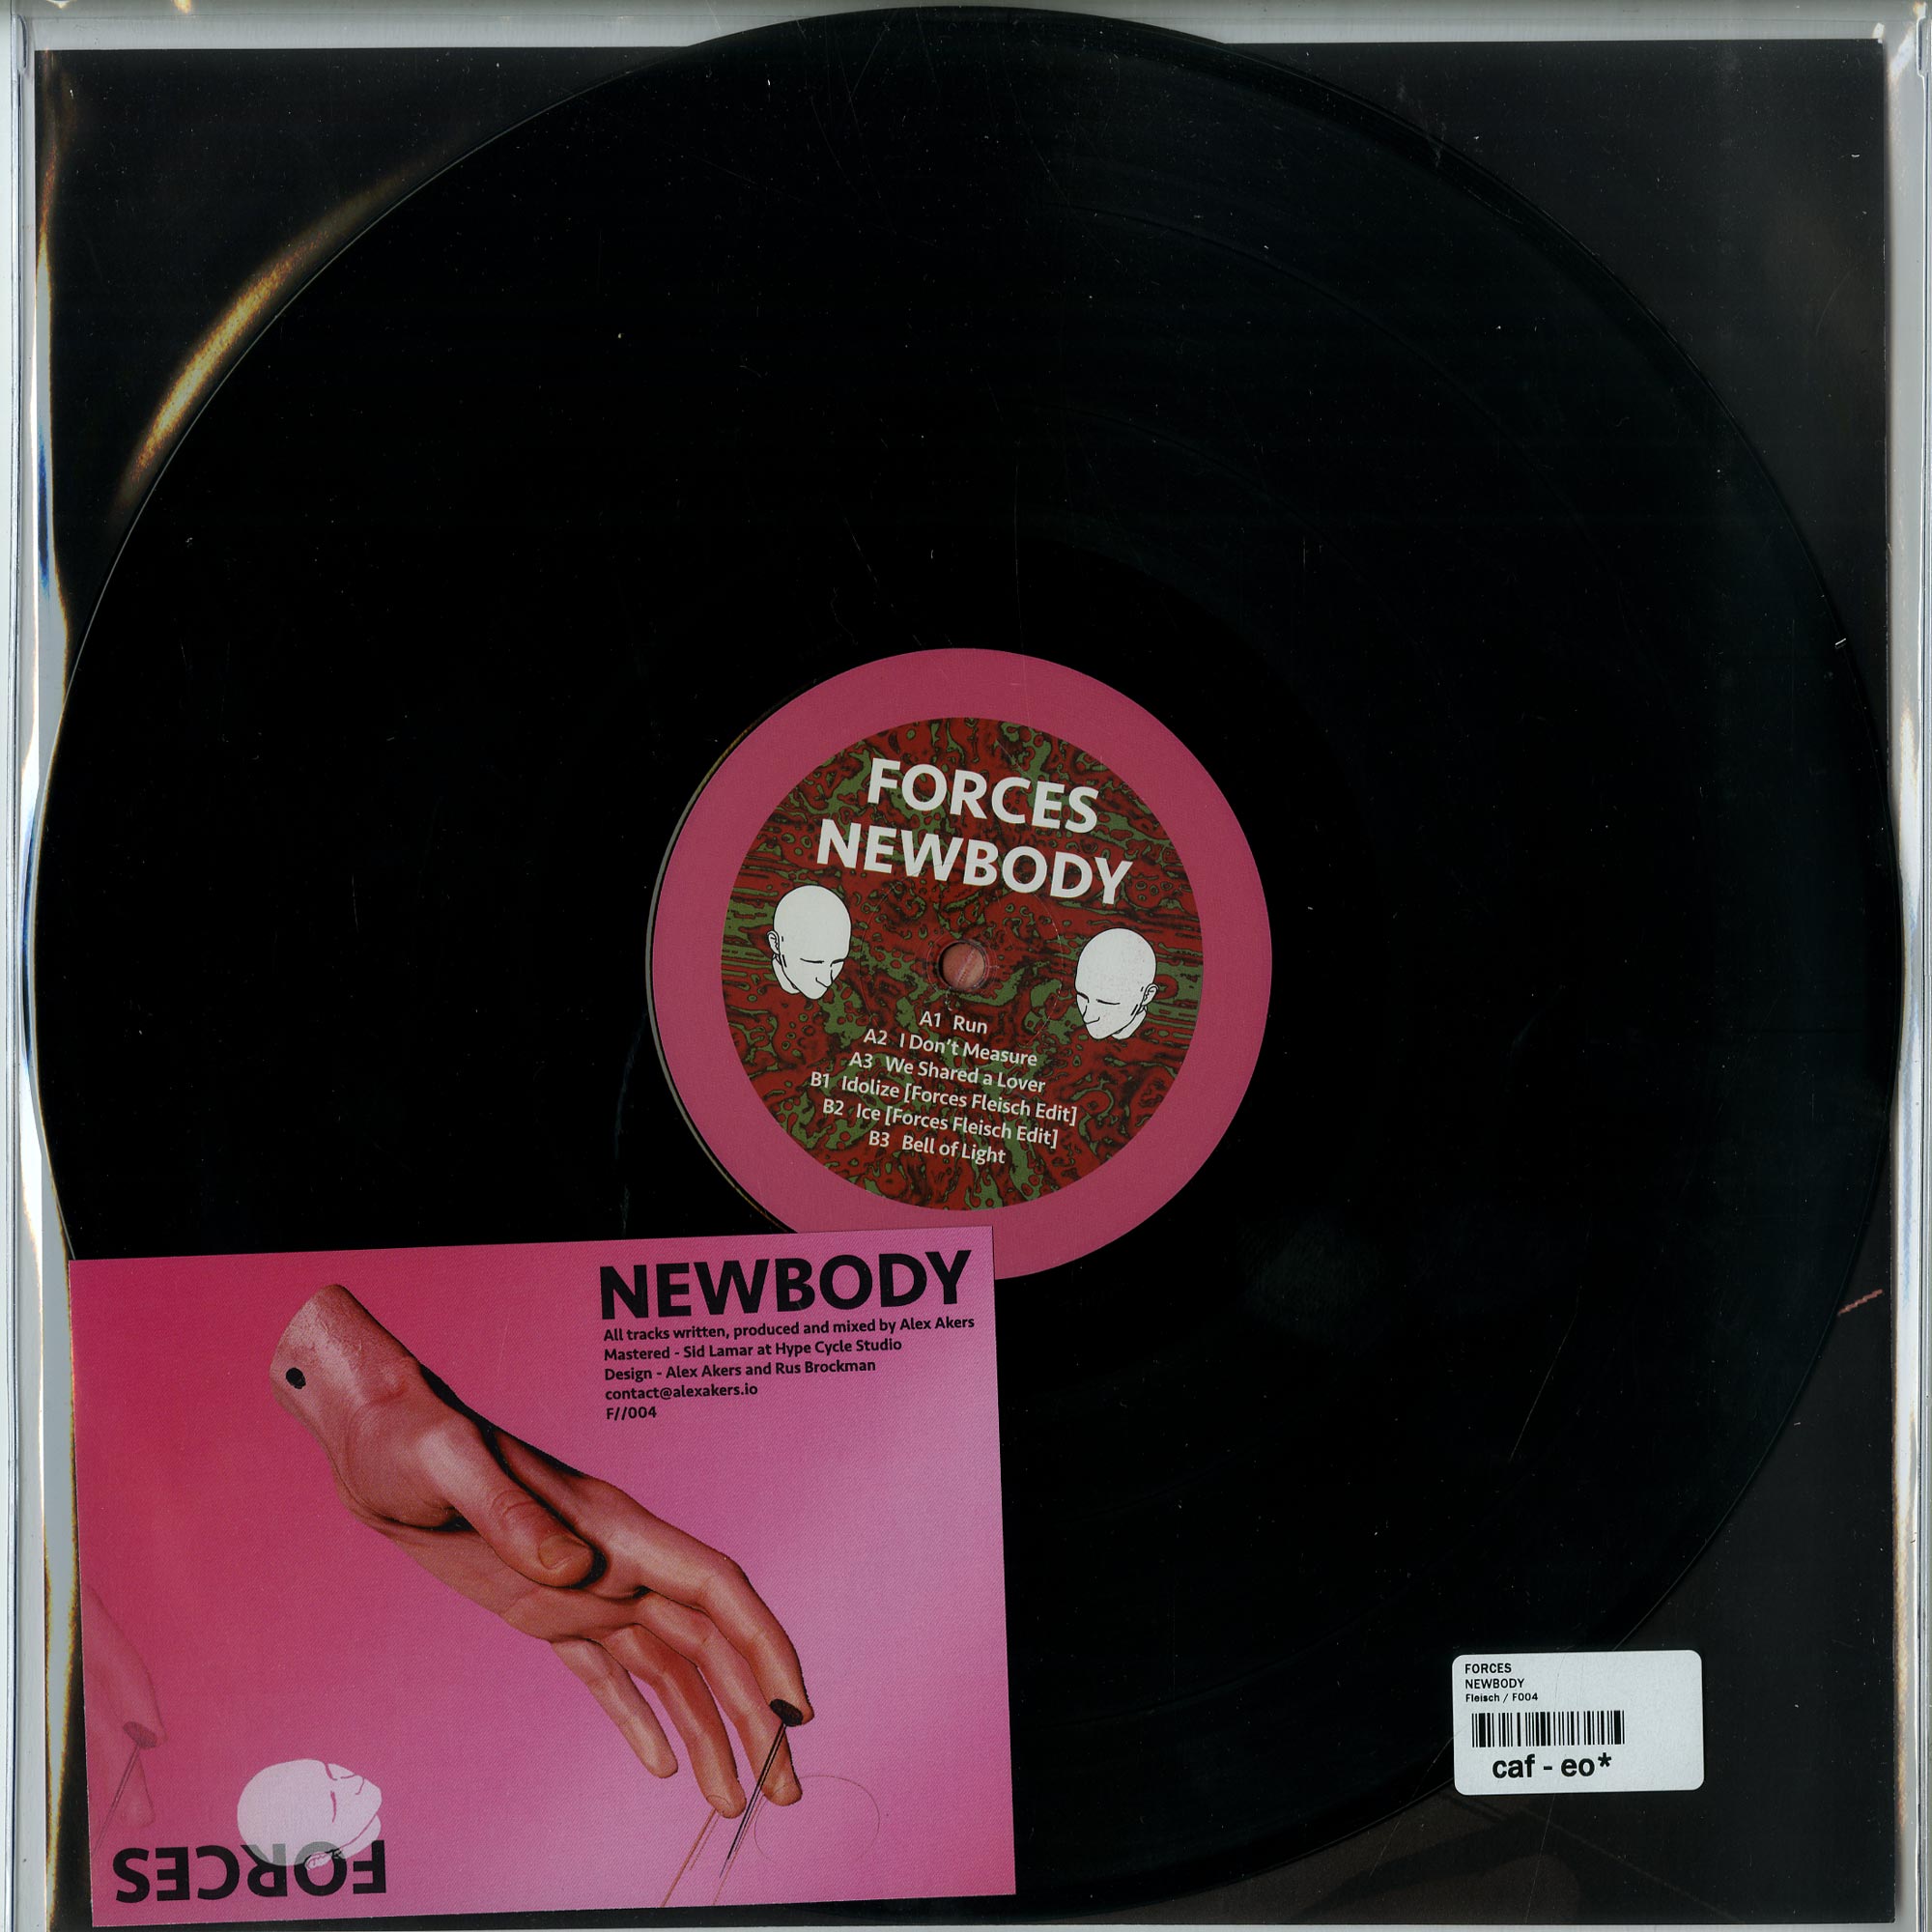 FORCES
NEWBODY
A1 Run
A2 I Don't Measure
A3 We Shared a Lover
B1 Idolize [Forces Fleisch Edit]
B2 Ice [Forces Fleisch Edit]
B3 Bell of Light
NEWBODY
All tracks written, produced and mixed by Alex Akers
Mastered - Sid Lamar at Hype Cycle Studio
Design - Alex Akers and Rus Brockman
contact@alexakers.io
F//004
FORCES
FORCES
NEWBODY
Fleisch / F004
caf - eo*